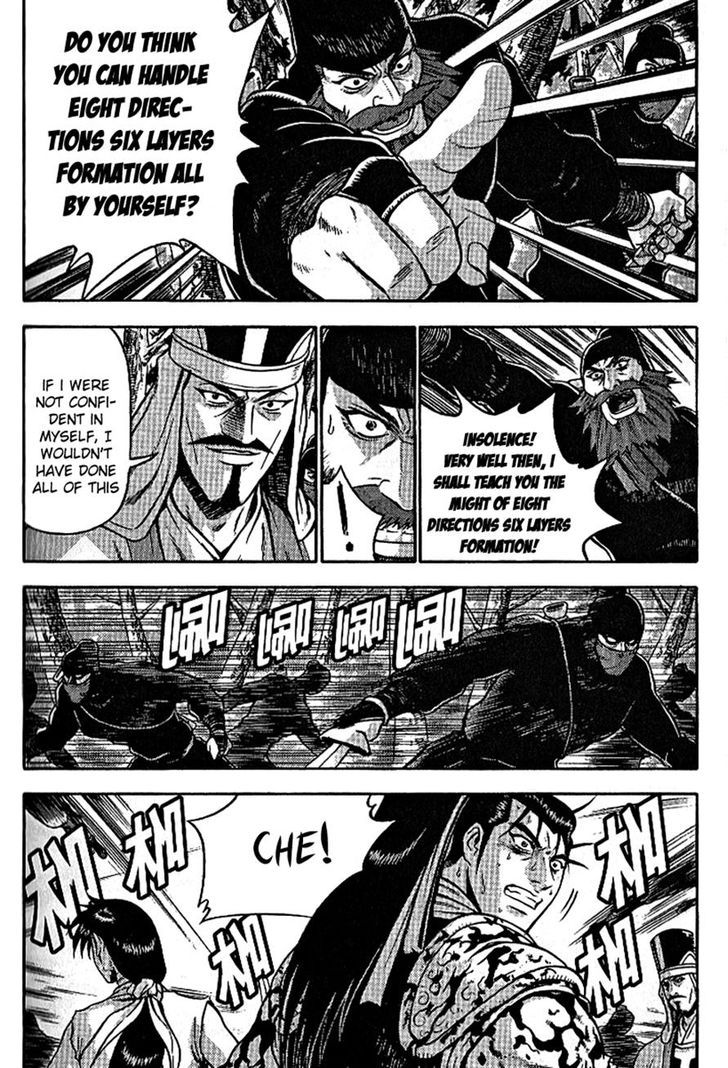 DO YOU THINK
YOU CAN HANDLE
EIGHT DIREC-
TIONS SIX LAYERS
FORMATION ALL
BY YOURSELF?
IF I WERE
NOT CONFI-
DENT IN
MYSELF, I
WOULDN'T
HAVE DONE
ALL OF THIS
!
INSOLENCE!
VERY WELL THEN, I
SHALL TEACH YOU THE
MIGHT OF EIGHT
DIRECTIONS SIX LAYERS
FORMATION!
CHE!